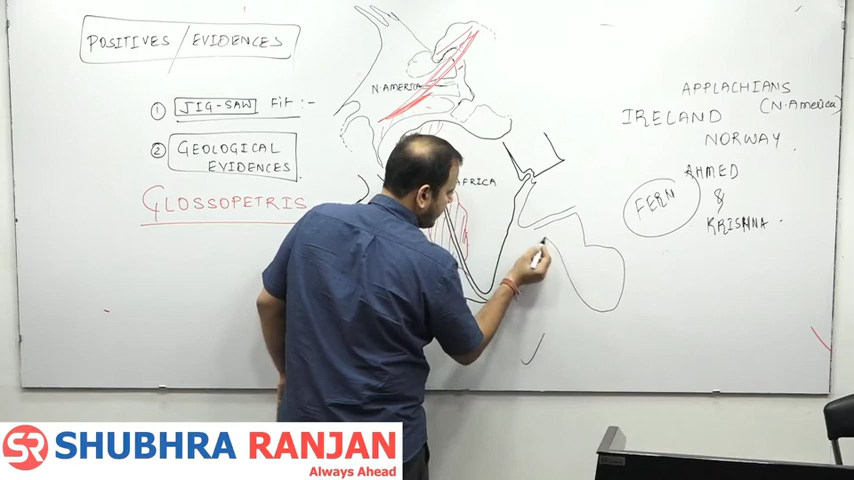 POSITIVES / EVIDENCES
① JIG-SAW Fit :-
② GEOLOGICAL
EVIDENCES
GLOSSOPETRIS
N. AMERICA
AFRICA
APPLACHIANS
(N. America)
IRELAND
NORWAY
AHMED
&
KRISHNA
FERN
SR SHUBHRA RANJAN
Always Ahead